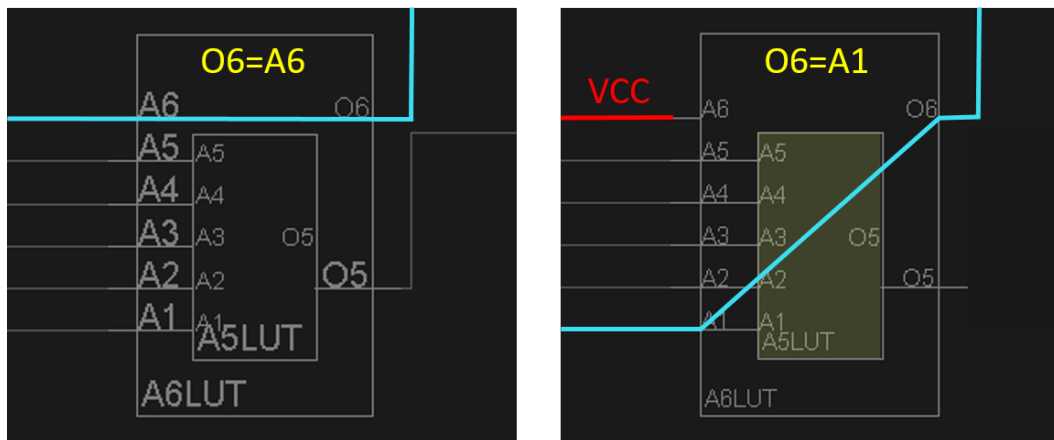 O6=A6
A6 O6
A5 A5
A4 A4
A3 A3 O5
A2 A2 O5
A1 A1
A5LUT
A6LUT
O6=A1
VCC
A6 O6
A5 A5
A4 A4
A3 A3 O5
A2 A2 O5
A1 A1
A5LUT
A6LUT